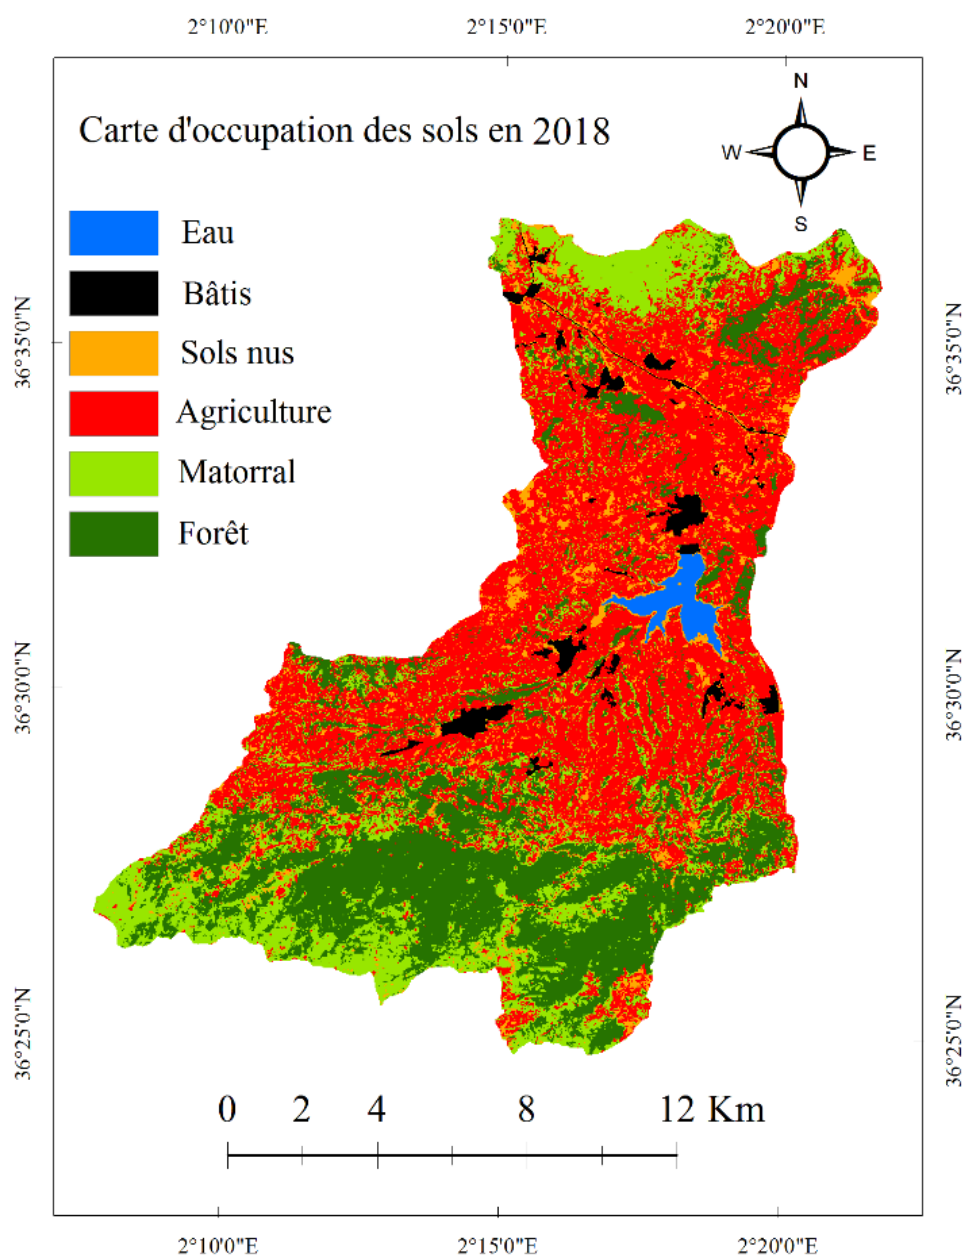 2°10'0"E 2°15'0"E 2°20'0"E
N
Carte d'occupation des sols en 2018
W E
S
Eau
Bâtis
Sols nus
Agriculture
Matorral
Forêt
36°35'0"N 36°35'0"N
36°30'0"N 36°30'0"N
36°25'0"N 36°25'0"N
0 2 4 8 12 Km
2°10'0"E 2°15'0"E 2°20'0"E